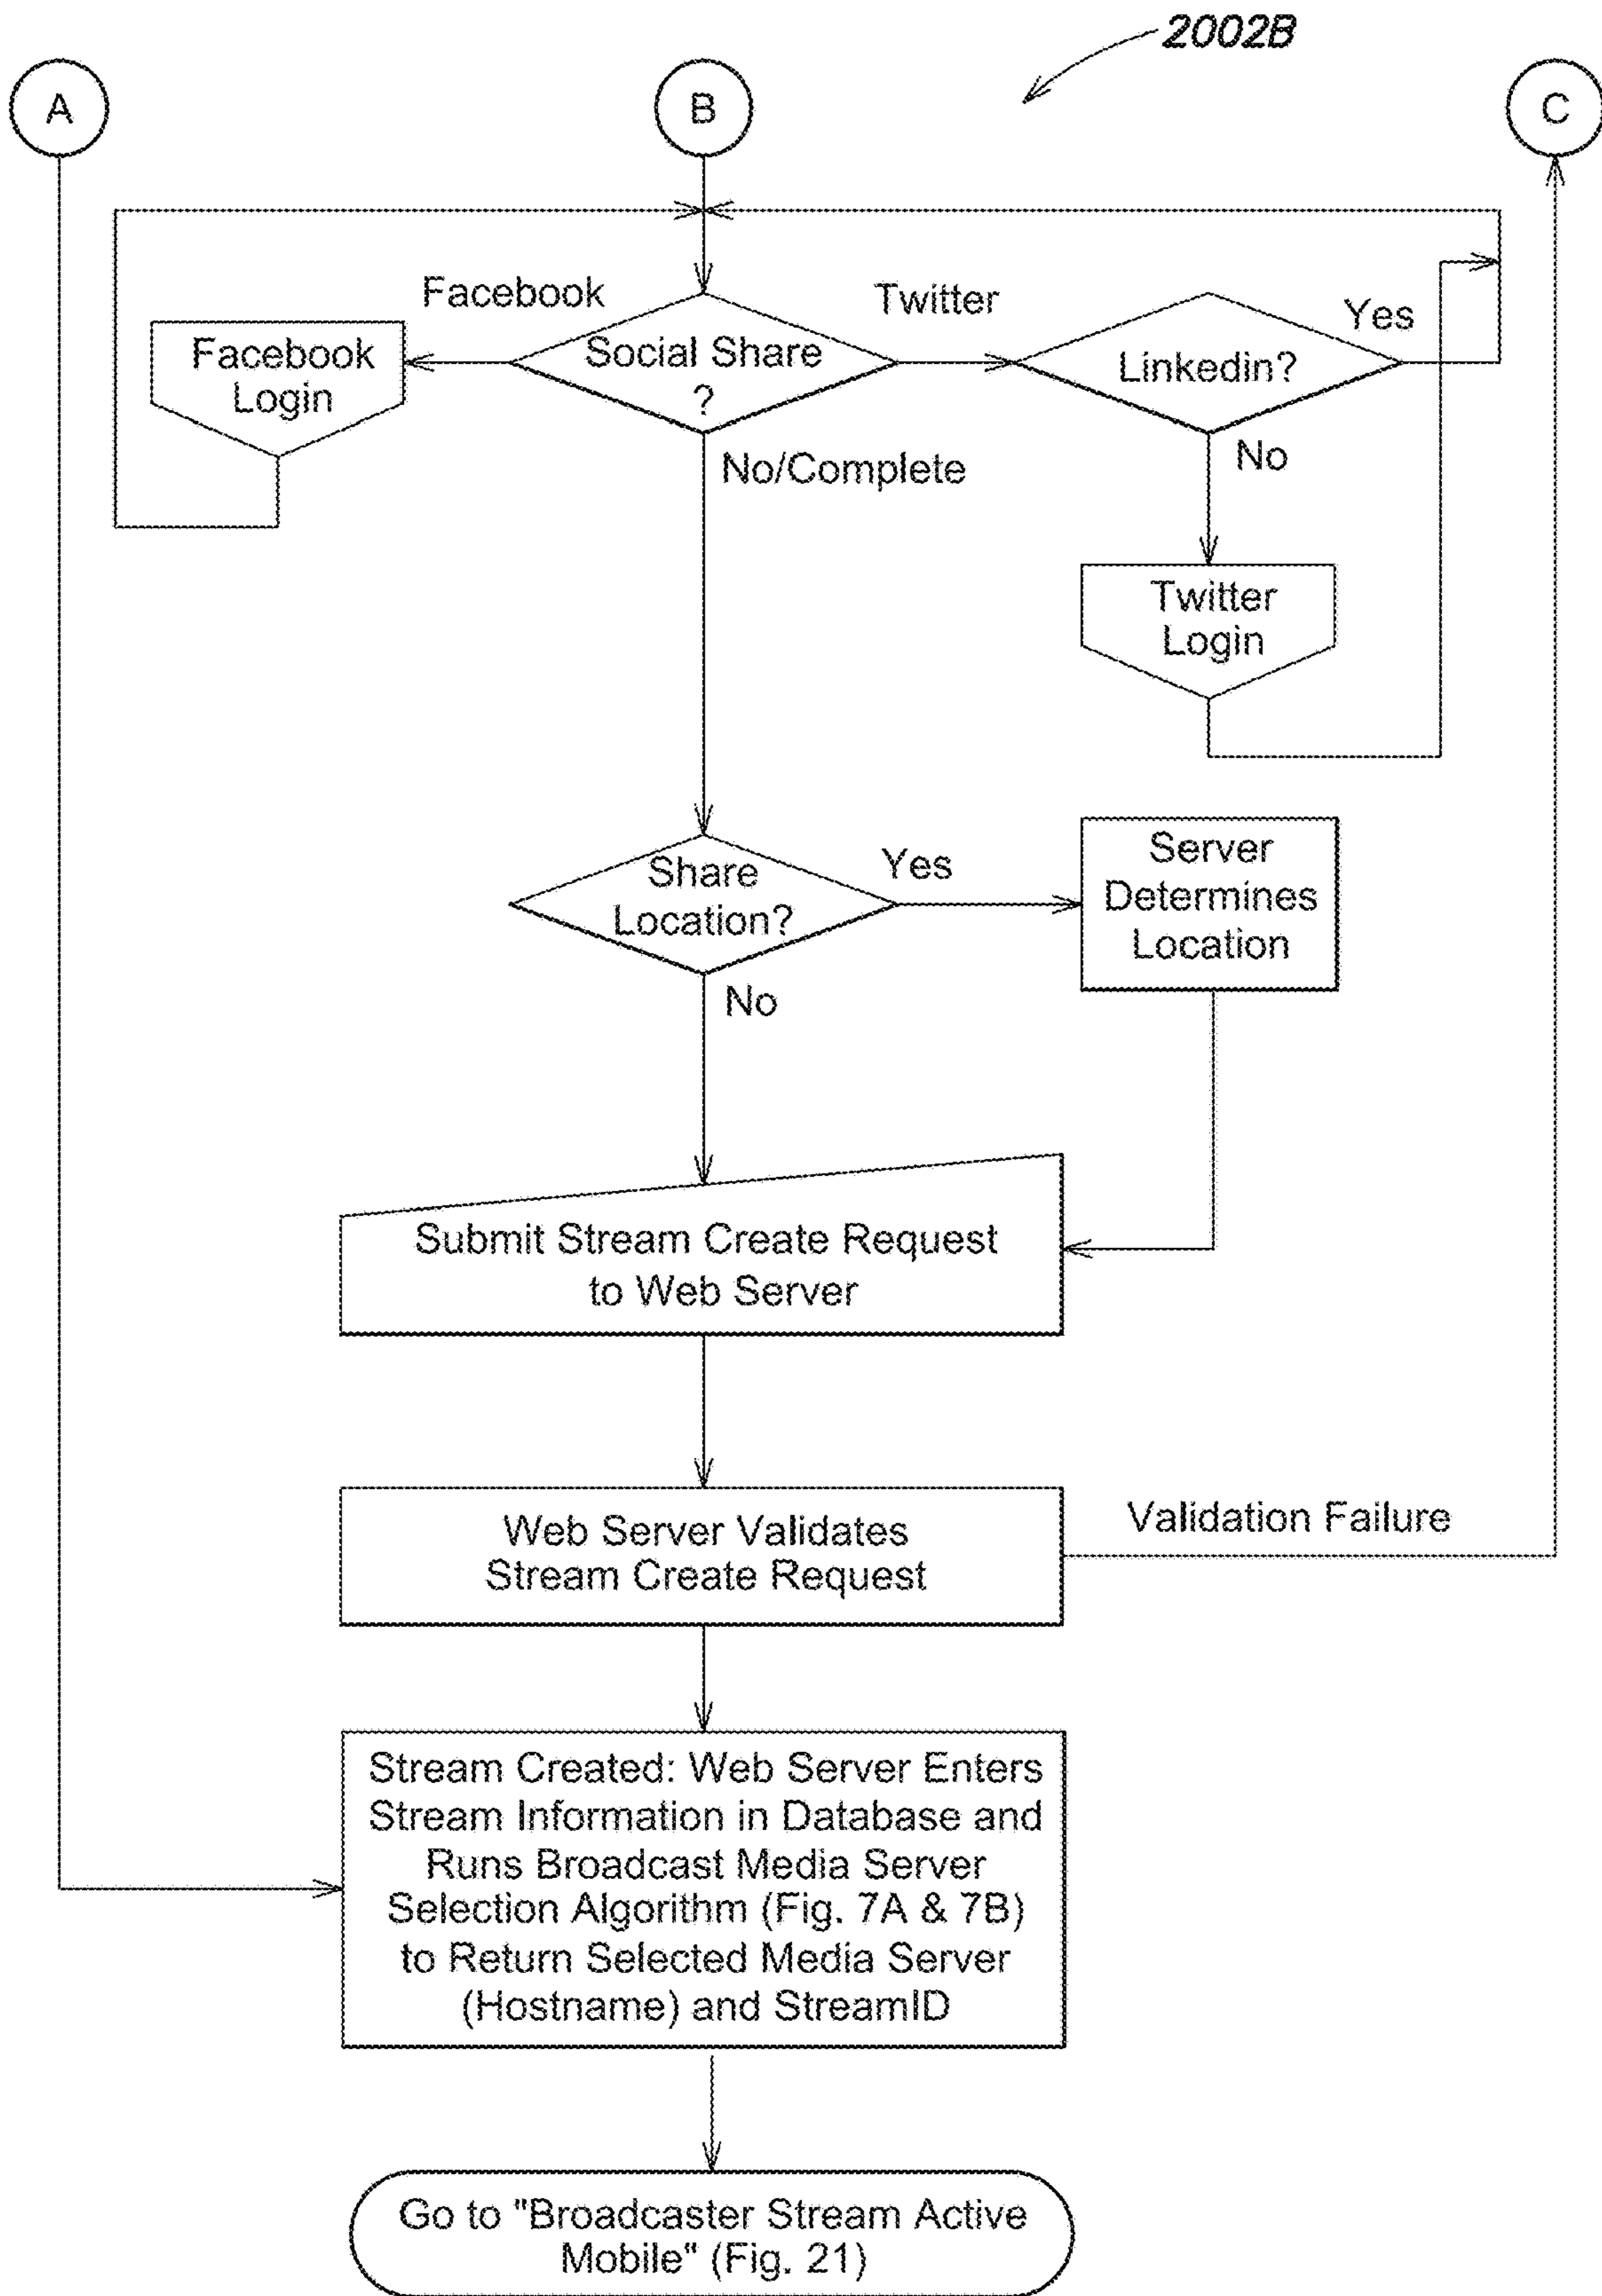 2002B
A
B
C
Facebook
Twitter
Yes
Facebook
Login
Social Share
?
Linkedin?
No/Complete
No
Twitter
Login
Share
Location?
Yes
Server
Determines
Location
No
Submit Stream Create Request
to Web Server
Web Server Validates
Stream Create Request
Validation Failure
Stream Created: Web Server Enters
Stream Information in Database and
Runs Broadcast Media Server
Selection Algorithm (Fig. 7A & 7B)
to Return Selected Media Server
(Hostname) and StreamID
Go to "Broadcaster Stream Active
Mobile" (Fig. 21)